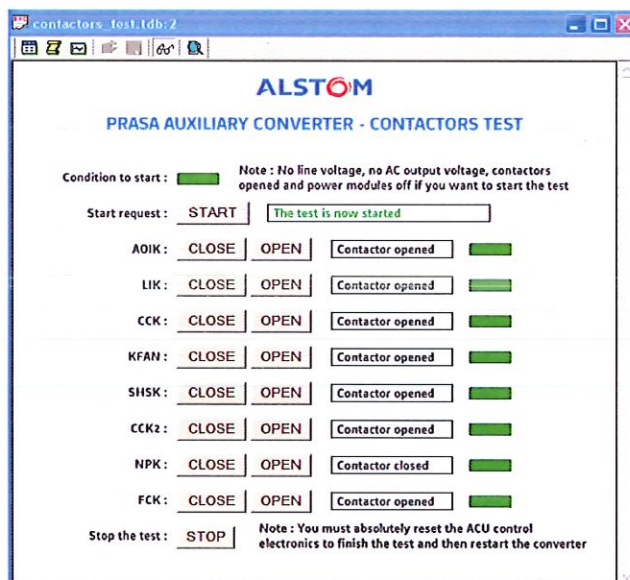 contactors_test.tdb:2
ALSTOM
PRASA AUXILIARY CONVERTER - CONTACTORS TEST
Condition to start :
Note : No line voltage, no AC output voltage, contactors
opened and power modules off if you want to start the test
Start request : START The test is now started
AOIK : CLOSE OPEN Contactor opened
LIK : CLOSE OPEN Contactor opened
CCK : CLOSE OPEN Contactor opened
KFAN : CLOSE OPEN Contactor opened
SHSK : CLOSE OPEN Contactor opened
CCK2 : CLOSE OPEN Contactor opened
NPK : CLOSE OPEN Contactor closed
FCK : CLOSE OPEN Contactor opened
Stop the test : STOP
Note : You must absolutely reset the ACU control
electronics to finish the test and then restart the converter